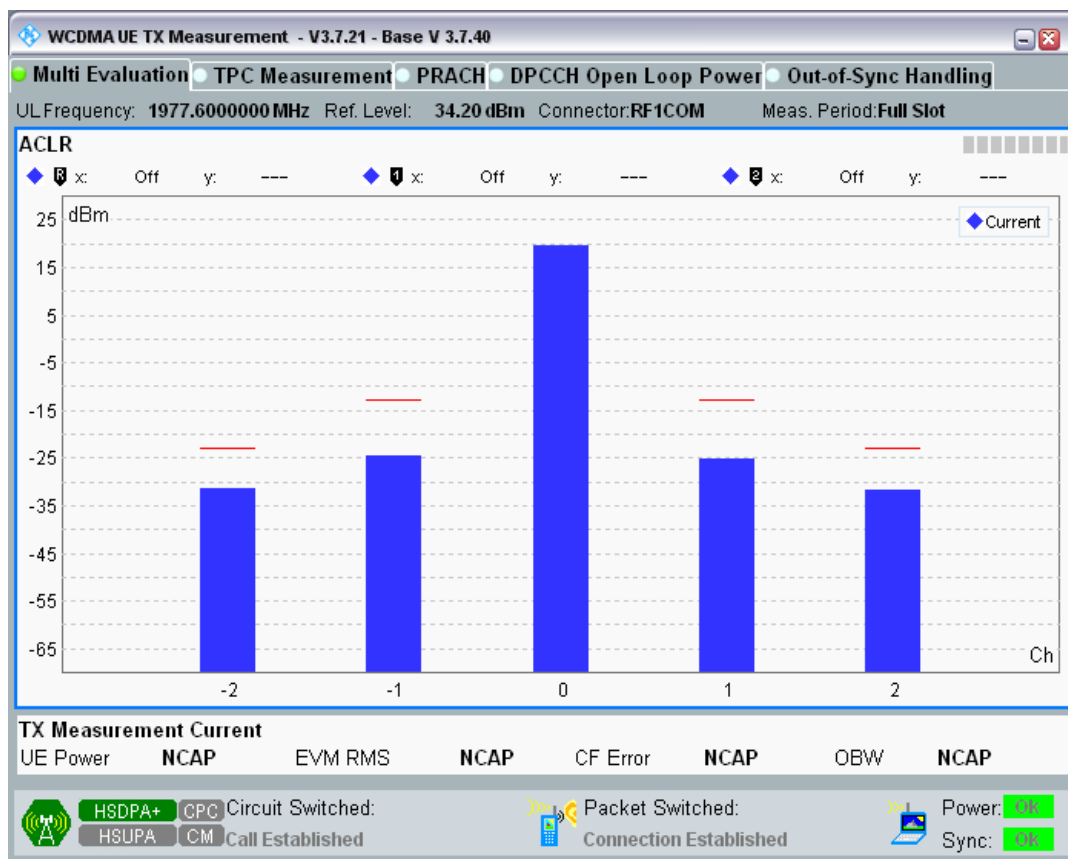 WCDMA UE TX Measurement - V3.7.21 - Base V 3.7.40
Multi Evaluation TPC Measurement PRACH DPCCH Open Loop Power Out-of-Sync Handling
UL Frequency: 1977.6000000 MHz Ref. Level: 34.20 dBm Connector:RF1COM Meas. Period:Full Slot
ACLR
R x: Off y: --- 1 x: Off y: --- 2 x: Off y: ---
dBm
Current
25
15
5
-5
-15
-25
-35
-45
-55
-65
Ch
-2 -1 0 1 2
TX Measurement Current
UE Power NCAP EVM RMS NCAP CF Error NCAP OBW NCAP
HSDPA+ CPC Circuit Switched: Packet Switched: Power: Ok
HSUPA CM Call Established Connection Established Sync: Ok